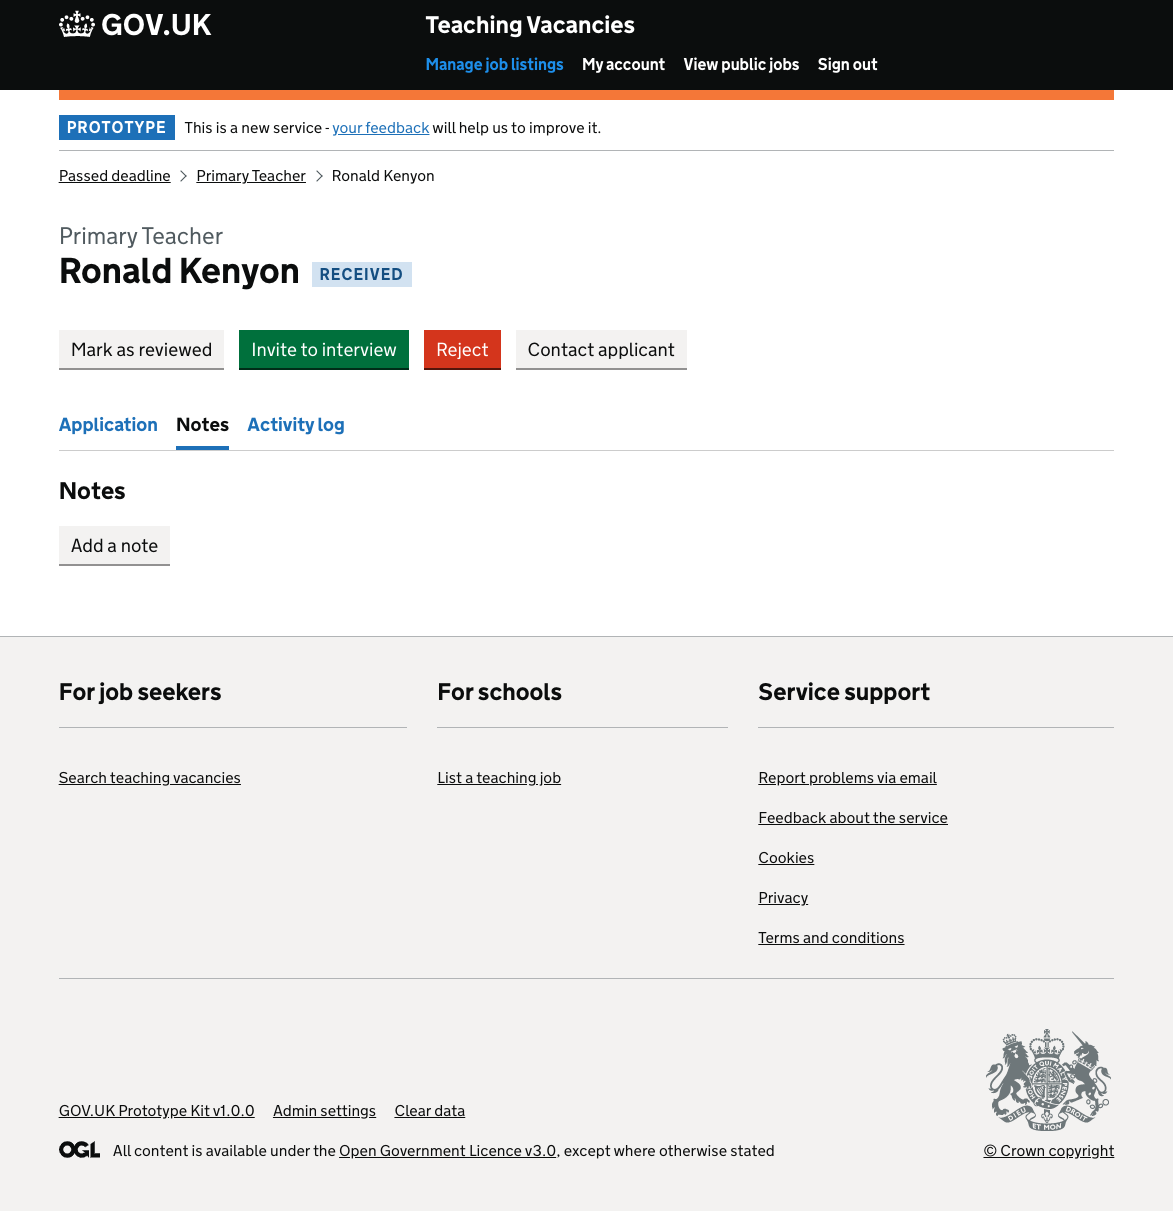 GOV.UK
Teaching Vacancies
Manage job listings My account View public jobs Sign out
PROTOTYPE This is a new service - your feedback will help us to improve it.
Passed deadline Primary Teacher Ronald Kenyon
Primary Teacher
Ronald Kenyon RECEIVED
Mark as reviewed Invite to interview Reject Contact applicant
Application Notes Activity log
Notes
Add a note
For job seekers
Search teaching vacancies
For schools
List a teaching job
Service support
Report problems via email
Feedback about the service
Cookies
Privacy
Terms and conditions
GOV.UK Prototype Kit v1.0.0 Admin settings Clear data
OGL All content is available under the Open Government Licence v3.0, except where otherwise stated
DIEU ET MON DROIT
© Crown copyright